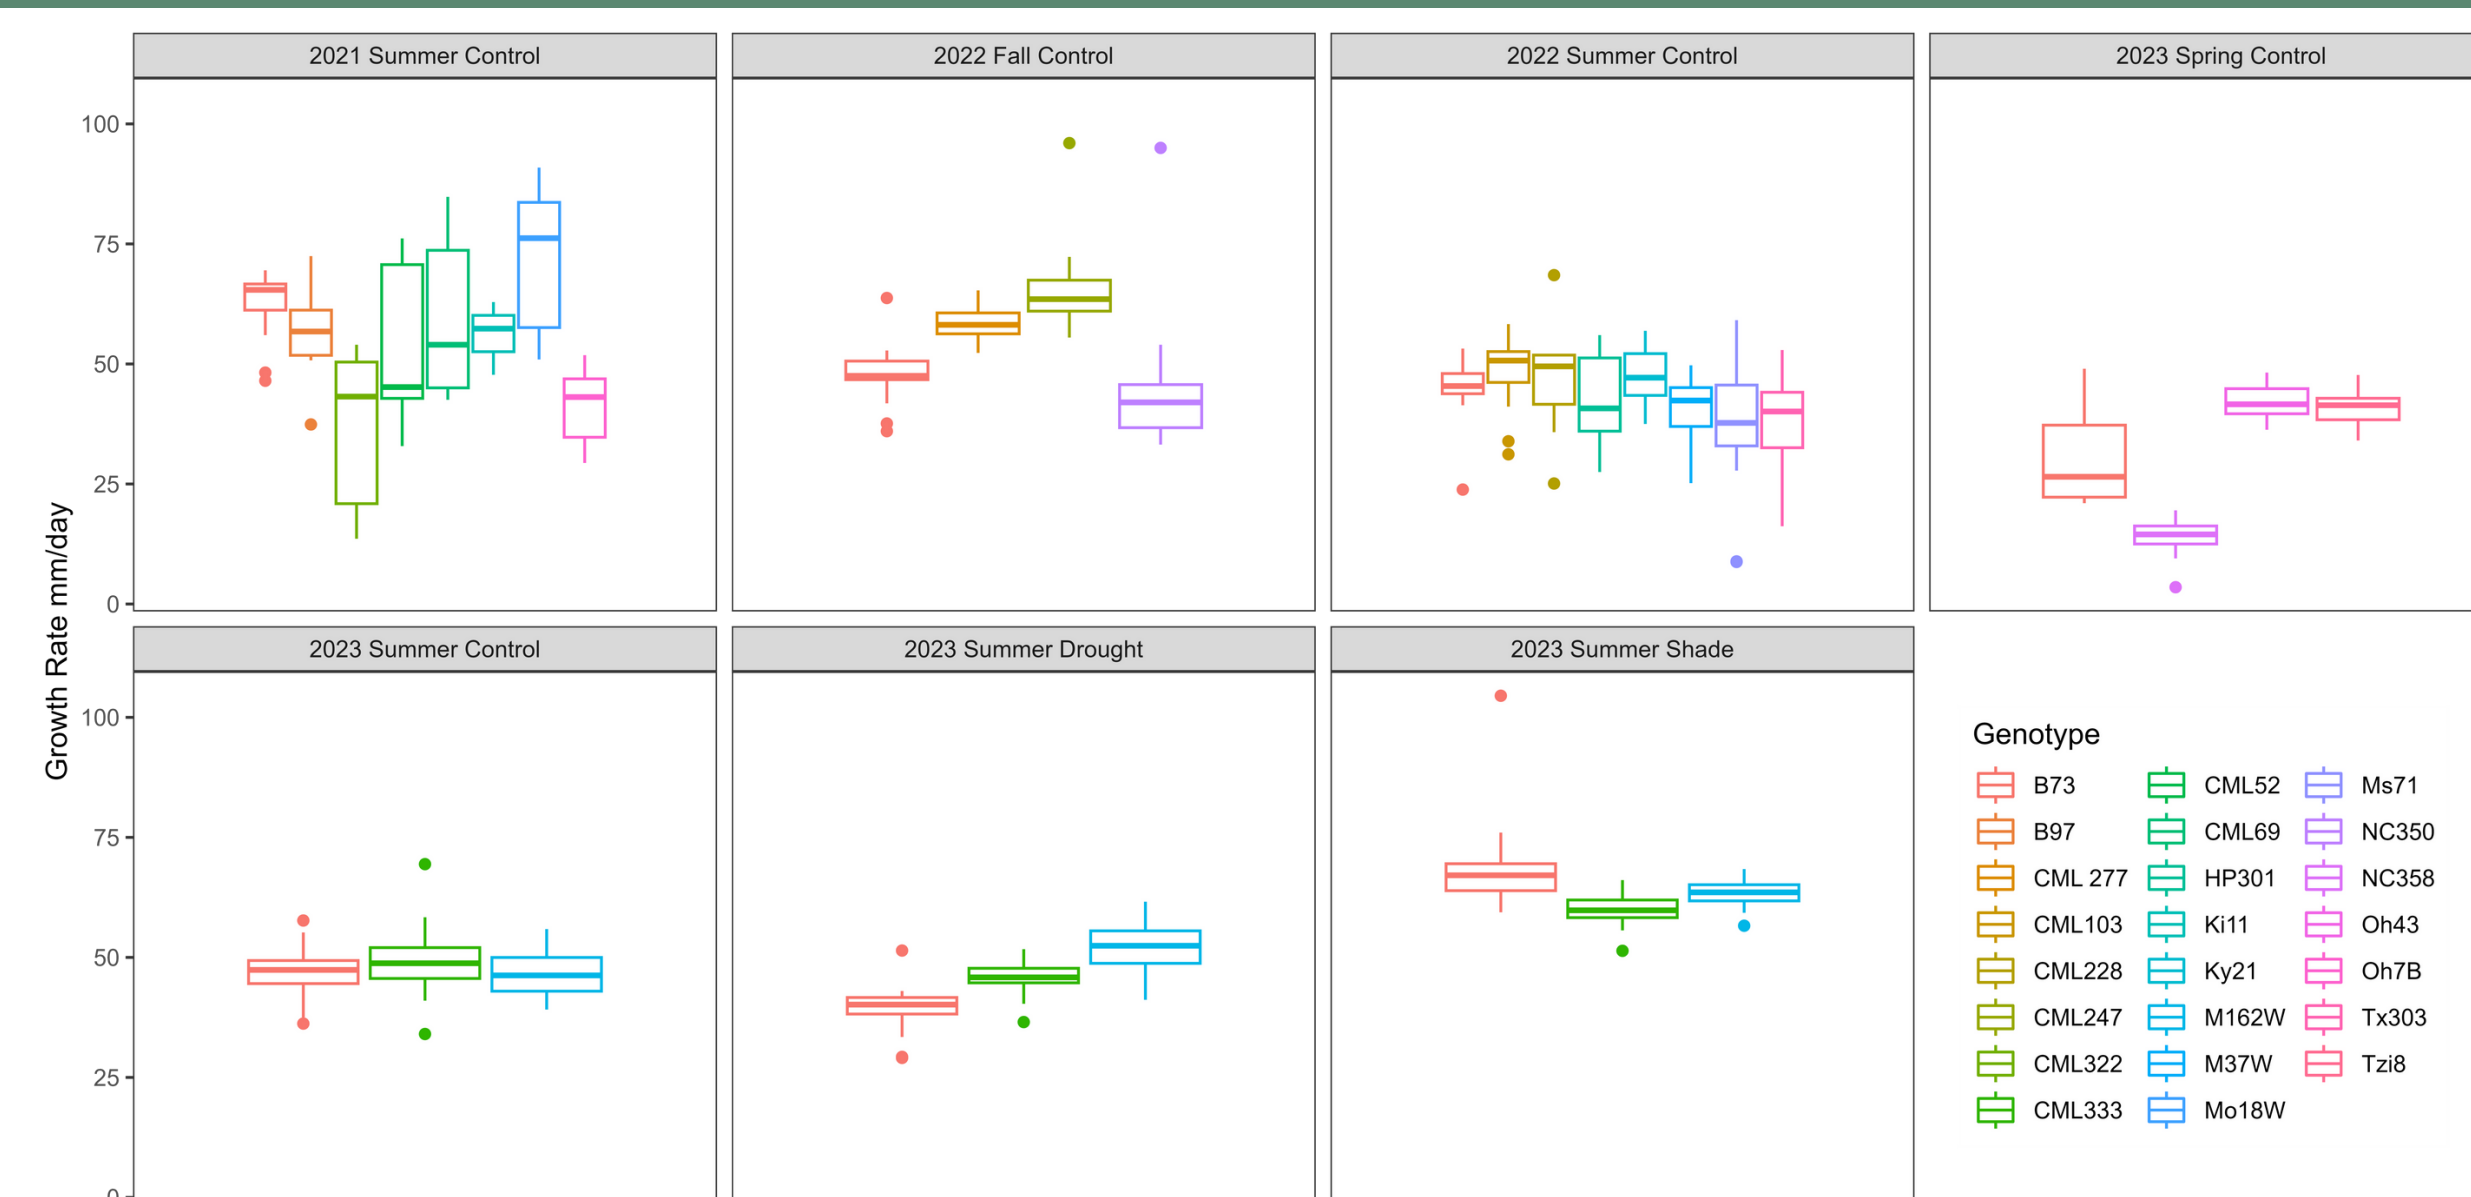 2021 Summer Control
2022 Fall Control
2022 Summer Control
2023 Spring Control
100
75
50
25
0
Growth Rate mm/day
2023 Summer Control
2023 Summer Drought
2023 Summer Shade
100
75
50
25
0
Genotype
B73
B97
CML 277
CML103
CML228
CML247
CML322
CML333
CML52
CML69
HP301
Ki11
Ky21
M162W
M37W
Mo18W
Ms71
NC350
NC358
Oh43
Oh7B
Tx303
Tzi8